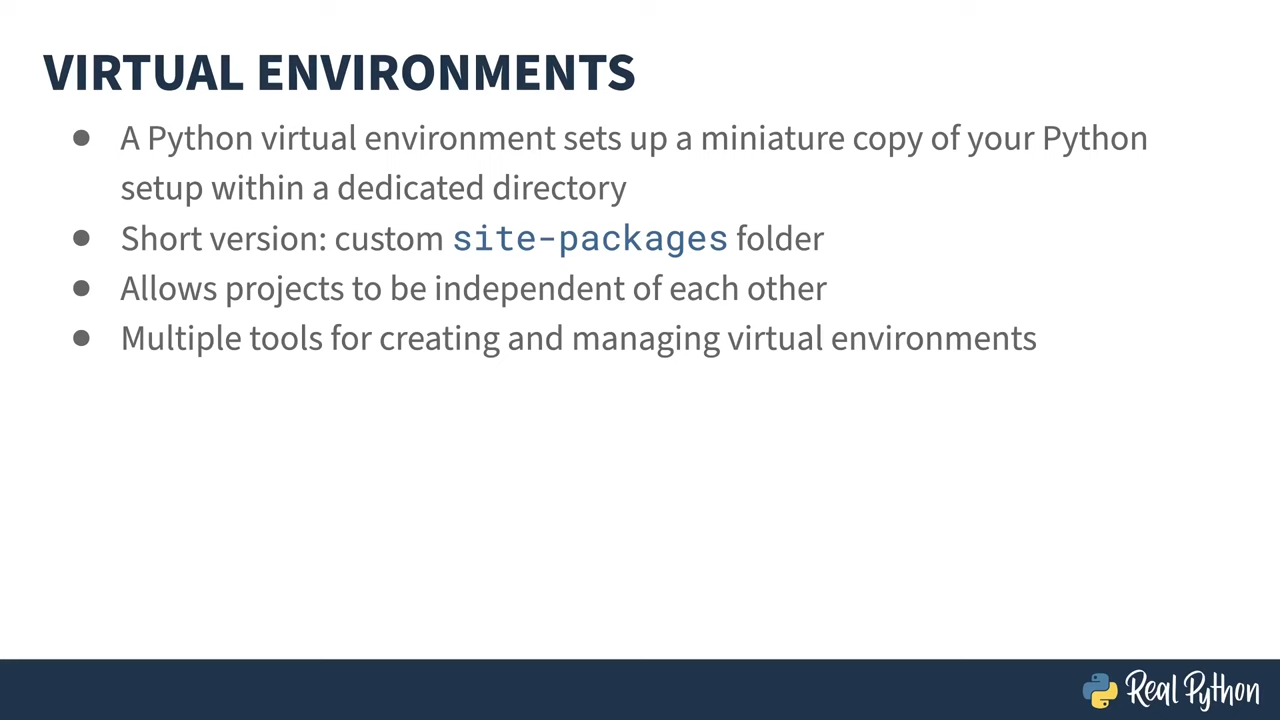 VIRTUAL ENVIRONMENTS
● A Python virtual environment sets up a miniature copy of your Python
setup within a dedicated directory
● Short version: custom site-packages folder
● Allows projects to be independent of each other
● Multiple tools for creating and managing virtual environments
Real Python